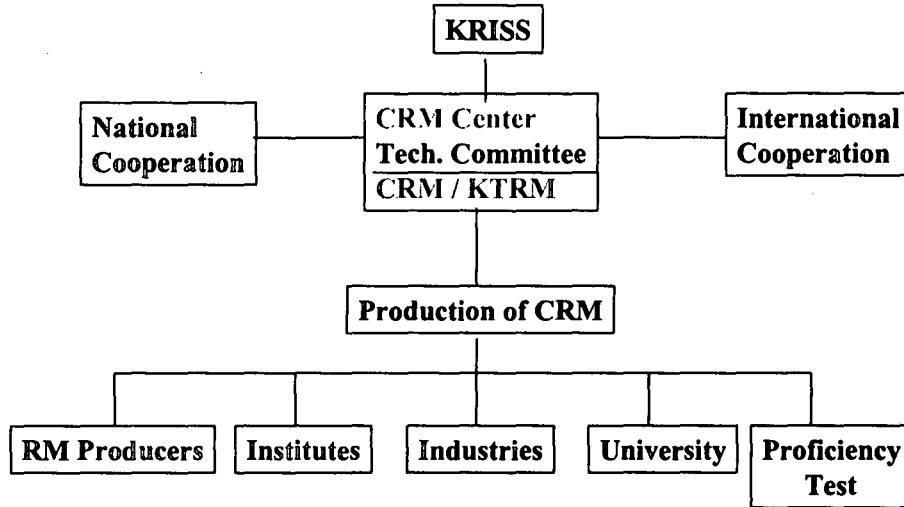 KRISS
National
Cooperation
CRM Center
Tech. Committee
CRM / KTRM
International
Cooperation
Production of CRM
RM Producers
Institutes
Industries
University
Proficiency
Test